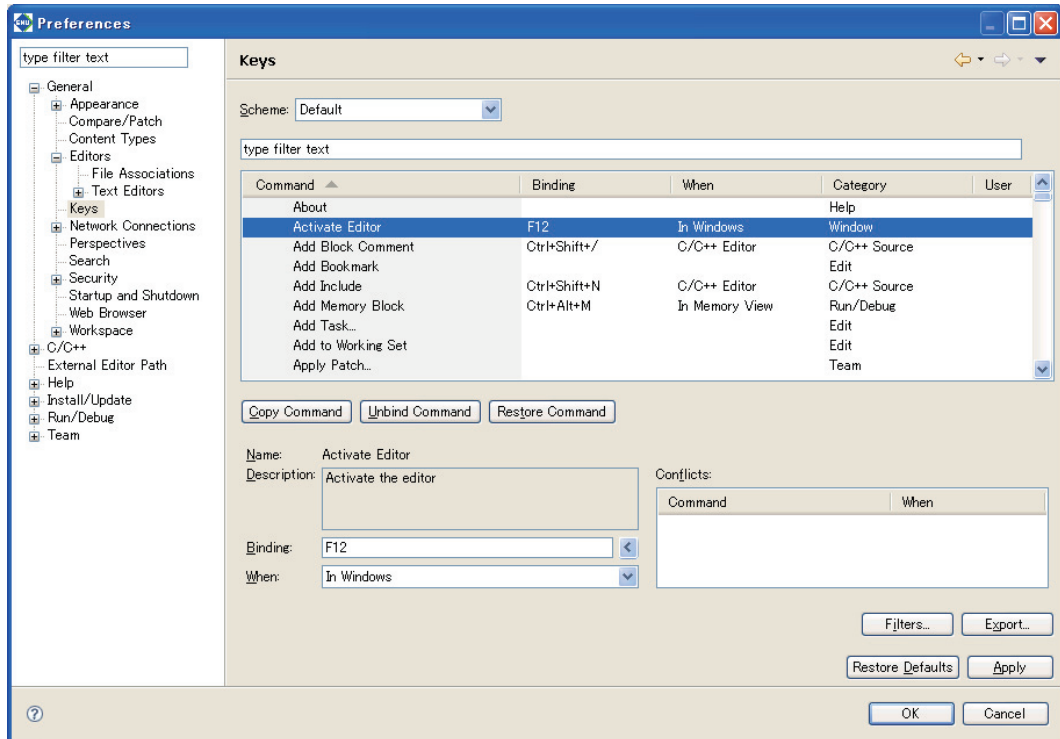 Preferences
type filter text
General
Appearance
Compare/Patch
Content Types
Editors
File Associations
Text Editors
Keys
Network Connections
Perspectives
Search
Security
Startup and Shutdown
Web Browser
Workspace
C/C++
External Editor Path
Help
Install/Update
Run/Debug
Team
Keys
Scheme: Default
type filter text
Command Binding When Category User
About Help
Activate Editor F12 In Windows Window
Add Block Comment Ctrl+Shift+/ C/C++ Editor C/C++ Source
Add Bookmark Edit
Add Include Ctrl+Shift+N C/C++ Editor C/C++ Source
Add Memory Block Ctrl+Alt+M In Memory View Run/Debug
Add Task... Edit
Add to Working Set Edit
Apply Patch... Team
Copy Command Unbind Command Restore Command
Name: Activate Editor
Description: Activate the editor
Conflicts:
Command When
Binding: F12 <
When: In Windows
Filters... Export...
Restore Defaults Apply
? OK Cancel